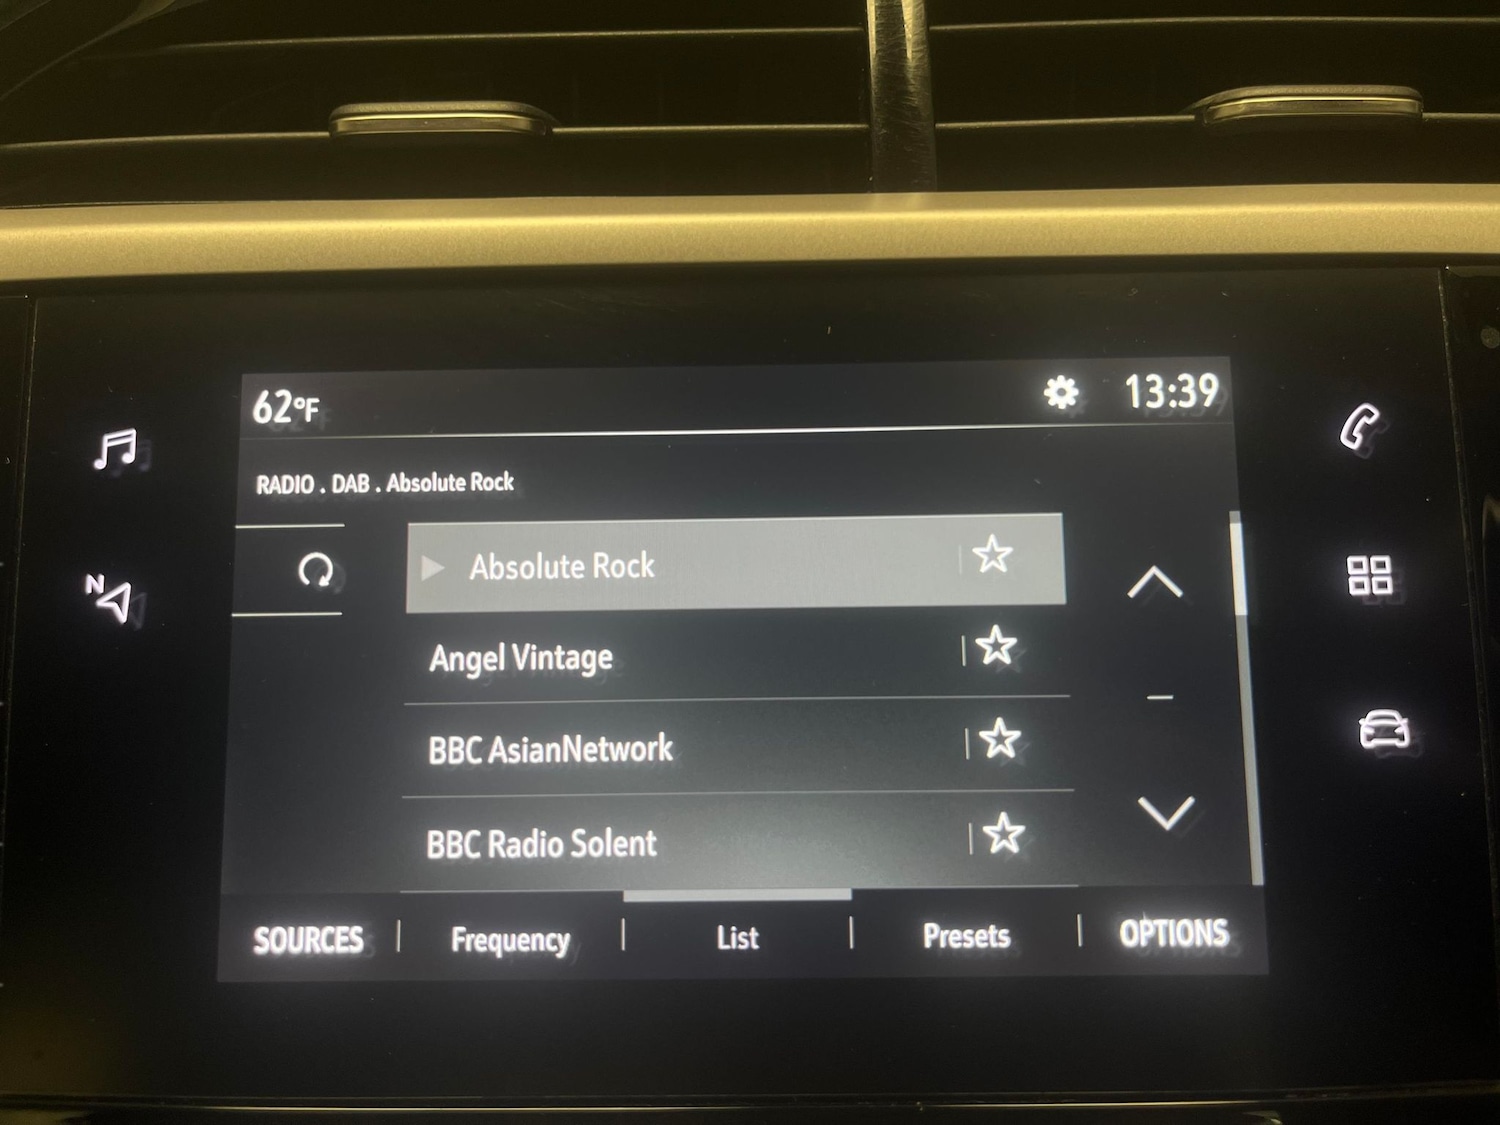 62°F 13:39
RADIO . DAB . Absolute Rock
N
Absolute Rock
Angel Vintage
BBC AsianNetwork
BBC Radio Solent
SOURCES Frequency List Presets OPTIONS